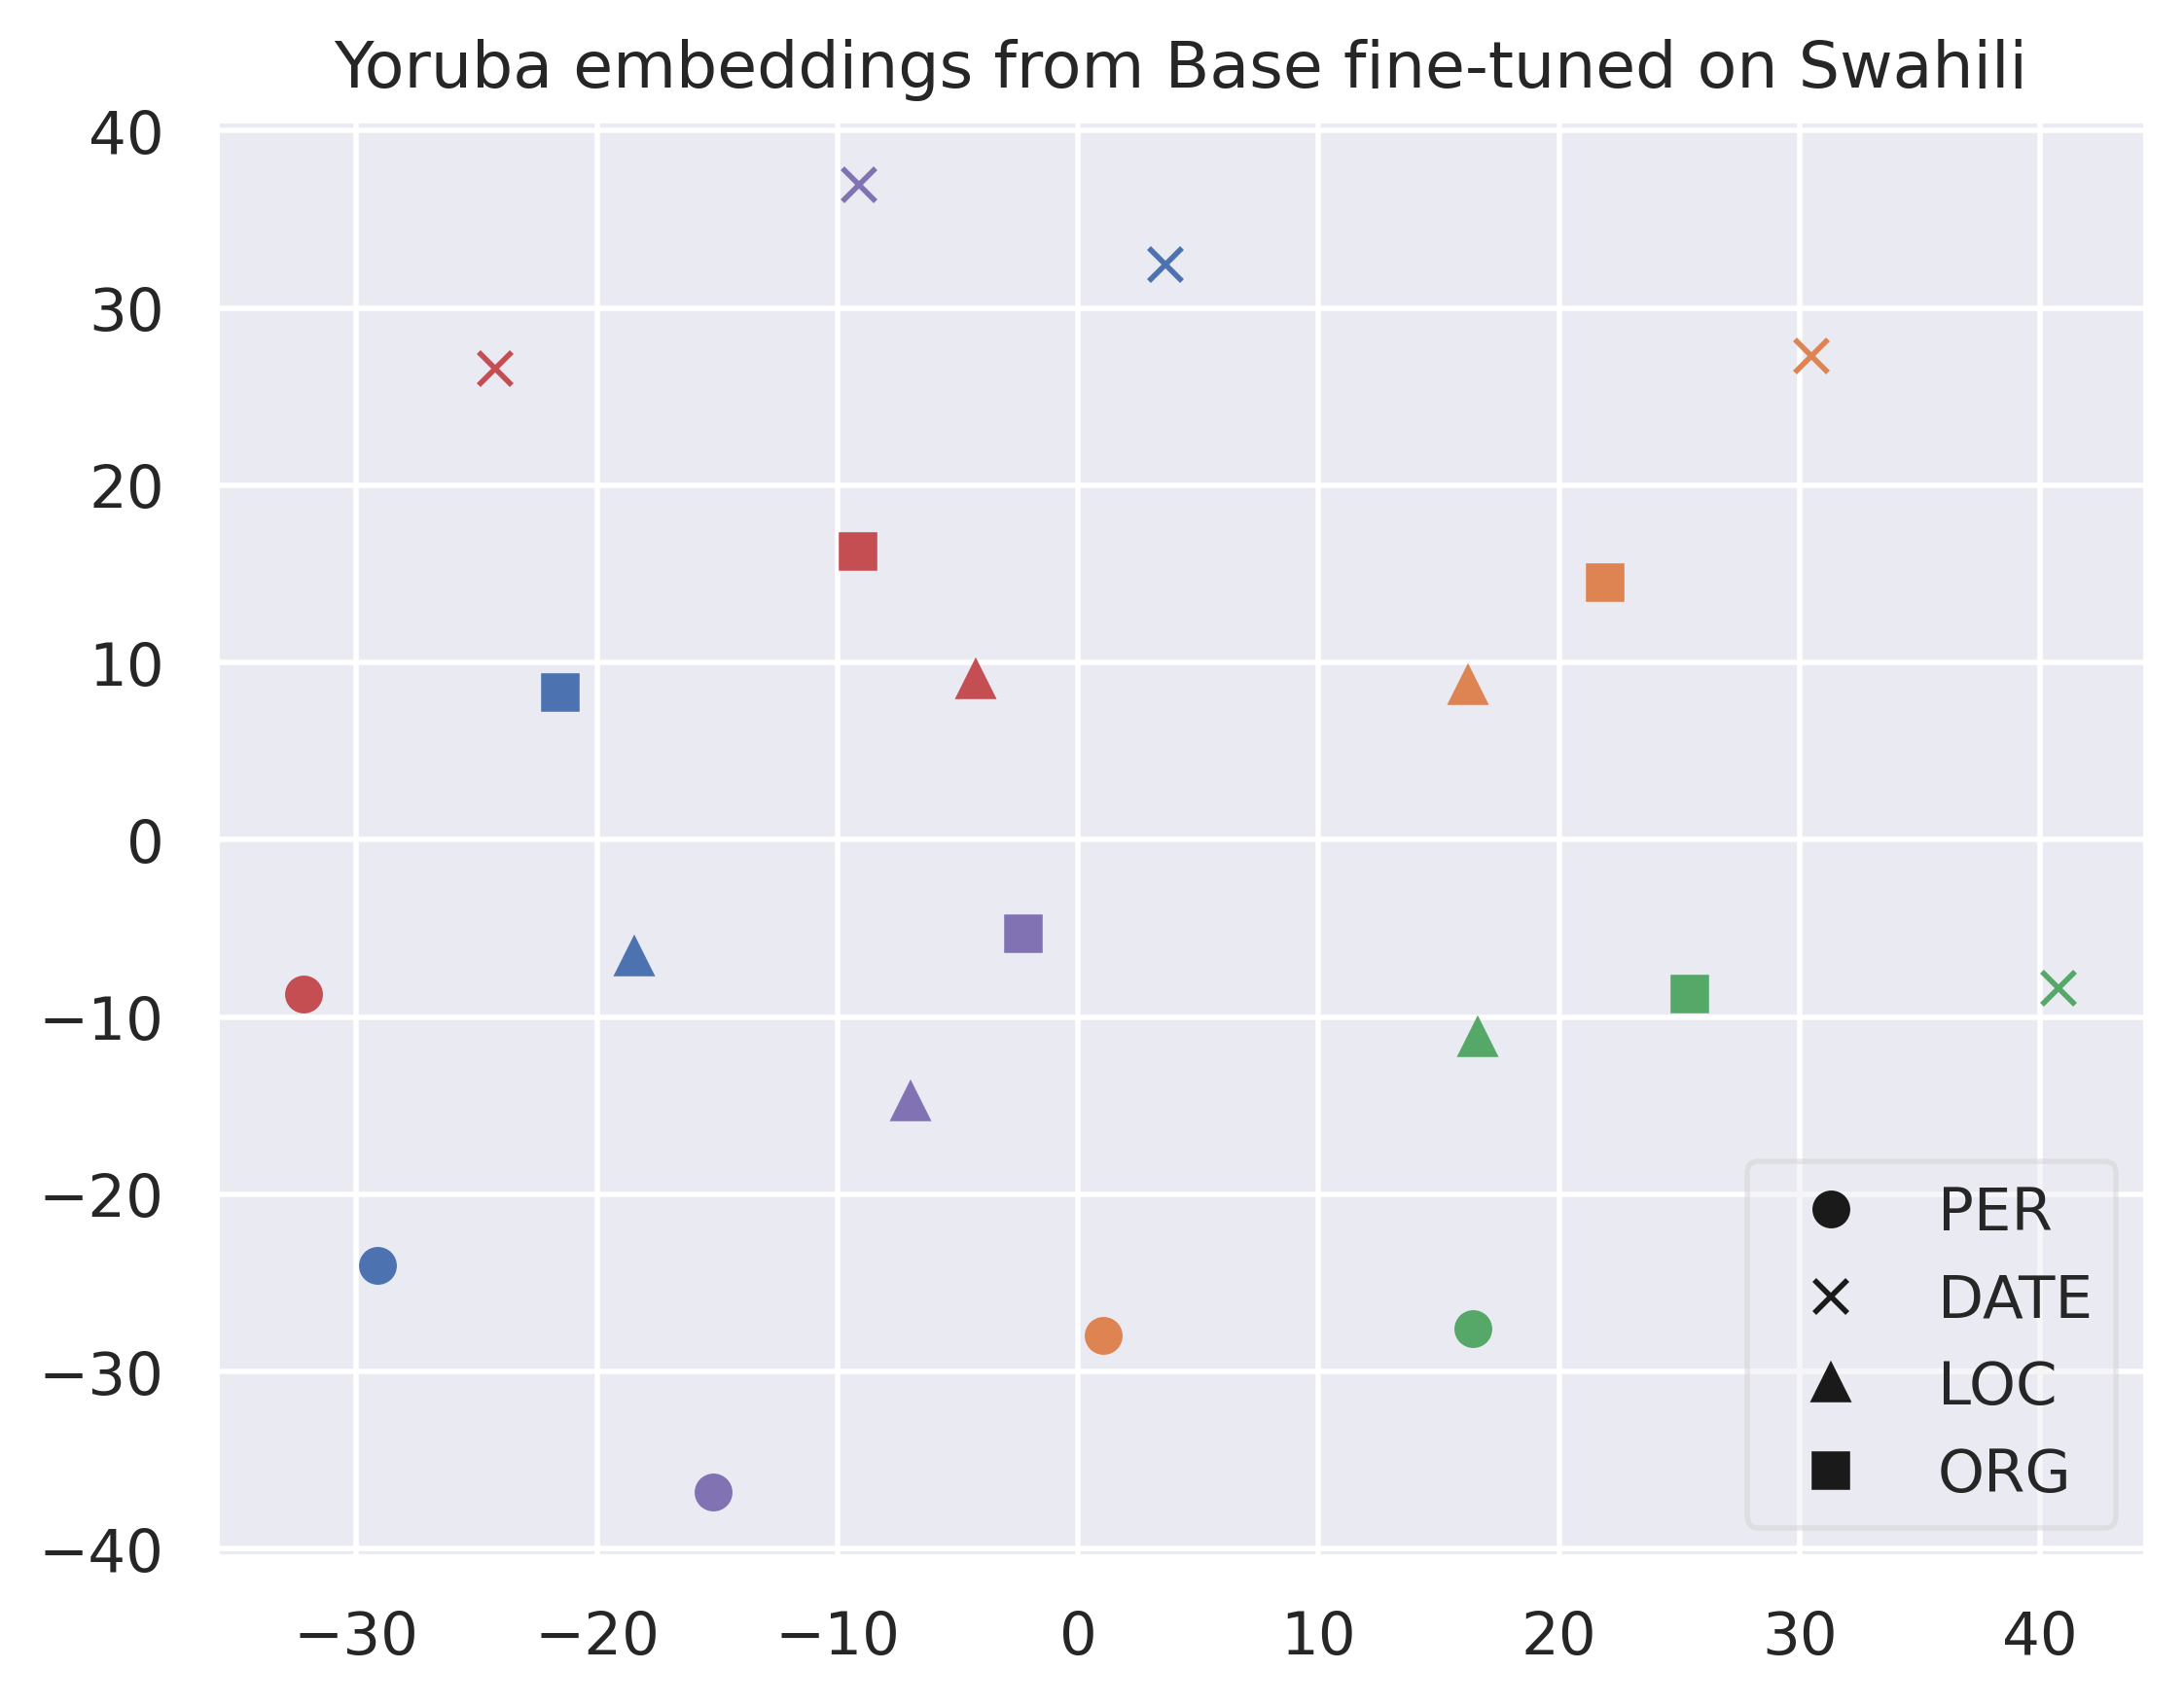 Yoruba embeddings from Base fine-tuned on Swahili
40
30
20
10
0
−10
−20
−30
−40
−30 −20 −10 0 10 20 30 40
PER
DATE
LOC
ORG